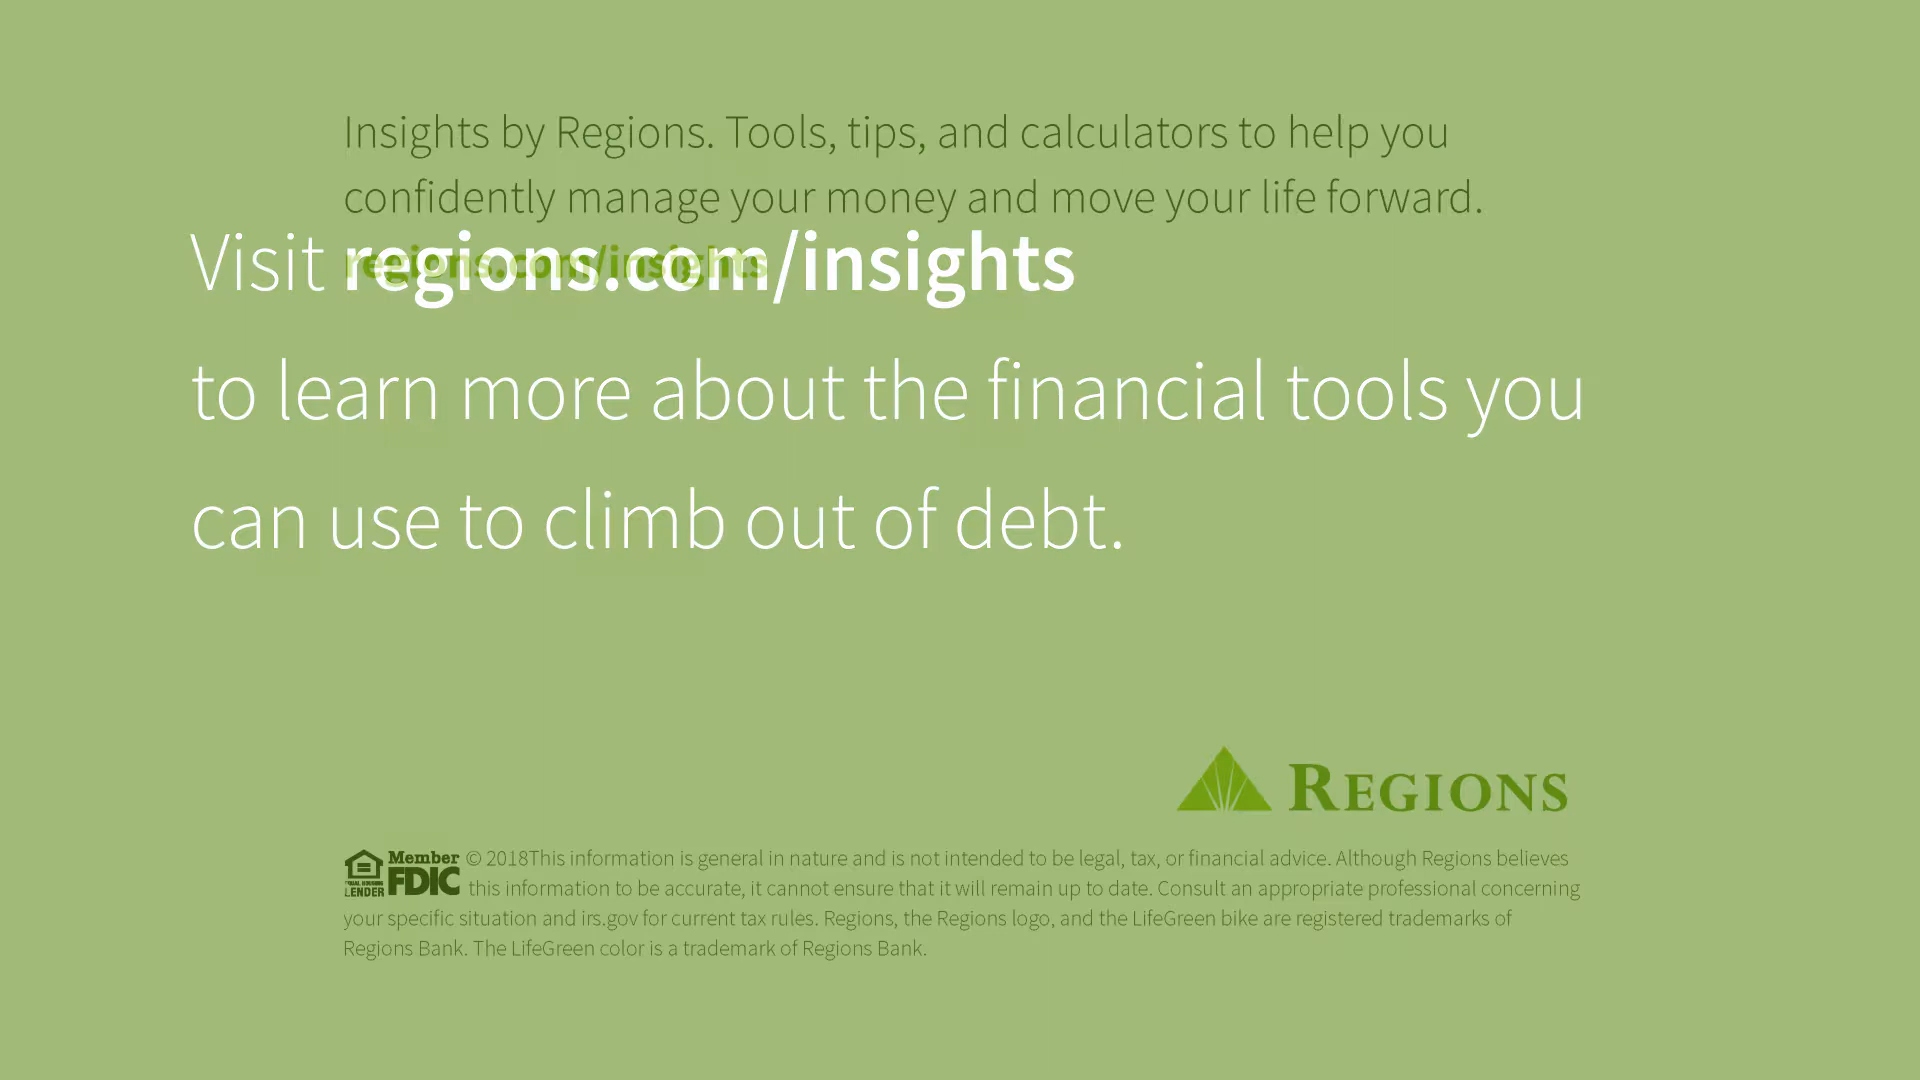 Insights by Regions. Tools, tips, and calculators to help you
confidently manage your money and move your life forward.
regions.com/insights
Visit regions.com/insights
to learn more about the financial tools you
can use to climb out of debt.
REGIONS
EQUAL HOUSING
LENDER
Member
FDIC
© 2018This information is general in nature and is not intended to be legal, tax, or financial advice. Although Regions believes
this information to be accurate, it cannot ensure that it will remain up to date. Consult an appropriate professional concerning
your specific situation and irs.gov for current tax rules. Regions, the Regions logo, and the LifeGreen bike are registered trademarks of
Regions Bank. The LifeGreen color is a trademark of Regions Bank.